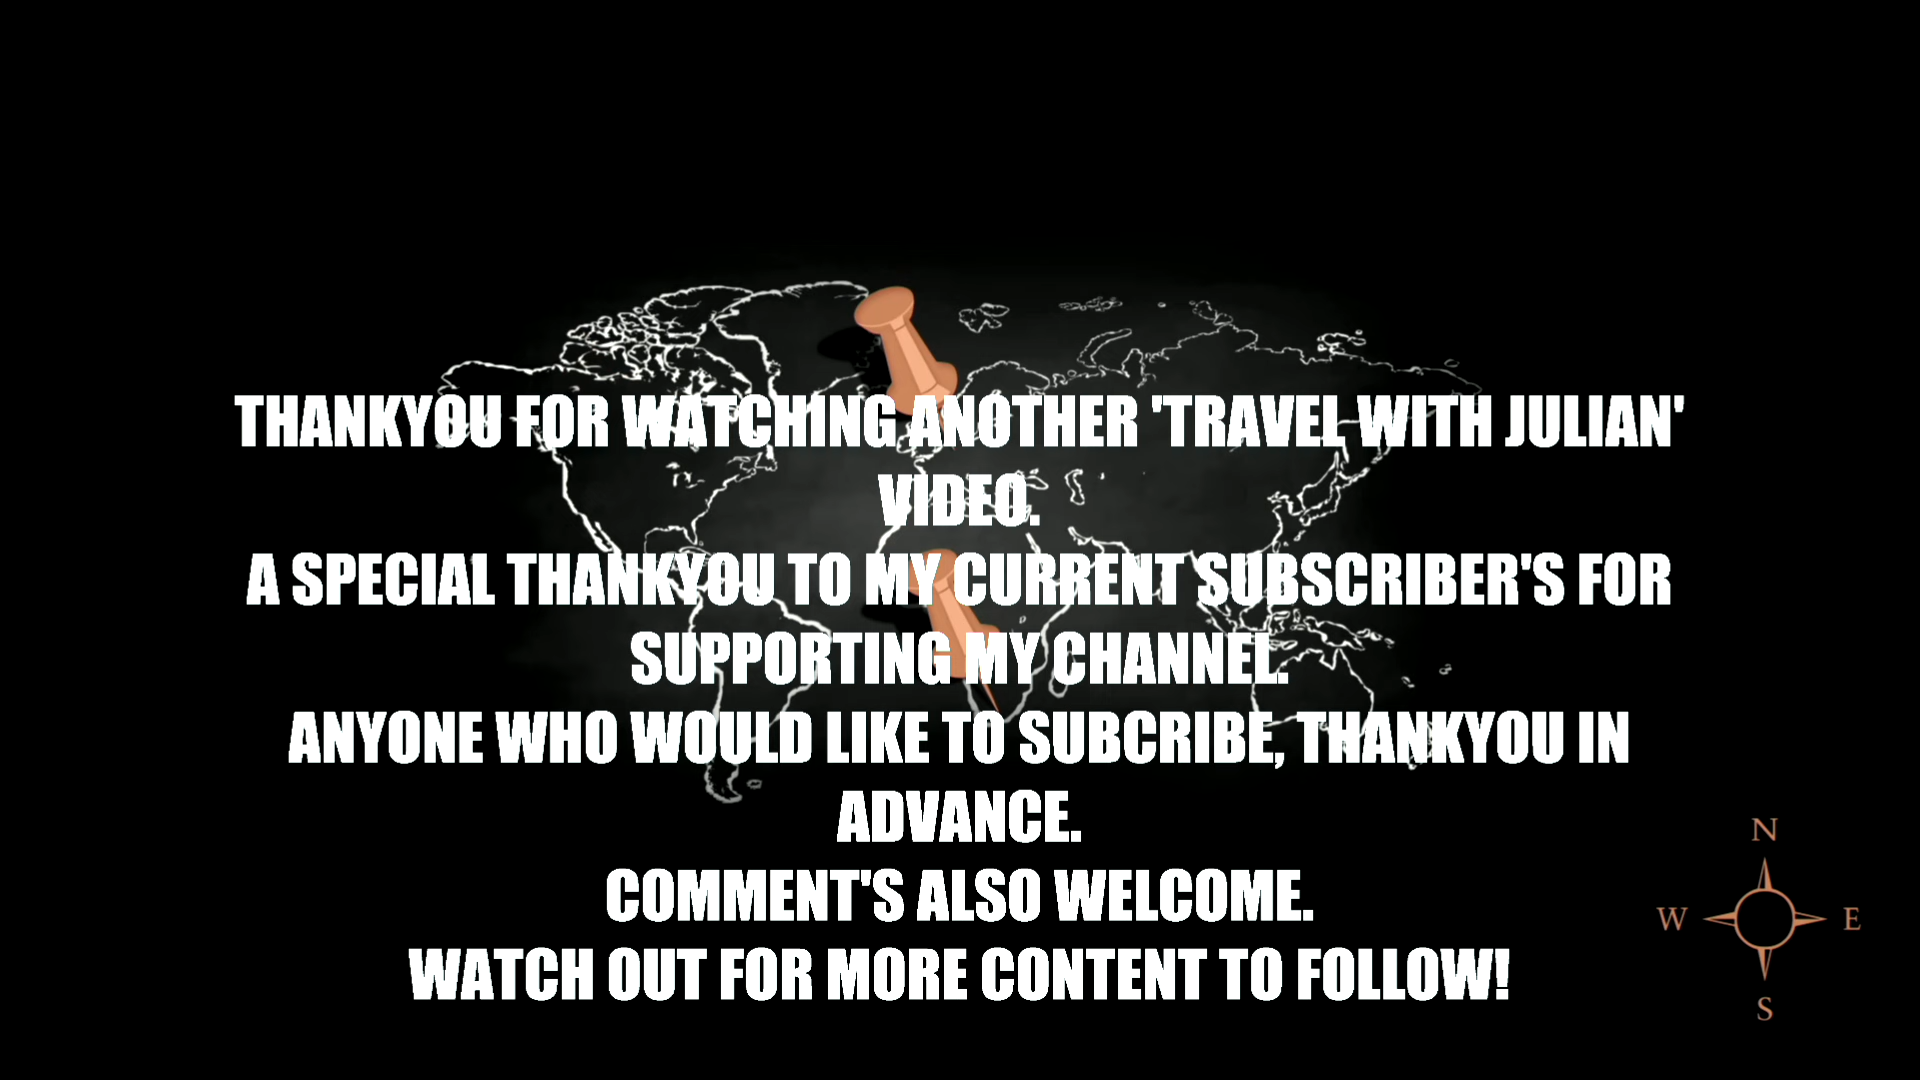 THANKYOU FOR WATCHING ANOTHER 'TRAVEL WITH JULIAN'
VIDEO.
A SPECIAL THANKYOU TO MY CURRENT SUBSCRIBER'S FOR
SUPPORTING MY CHANNEL.
ANYONE WHO WOULD LIKE TO SUBCRIBE, THANKYOU IN
ADVANCE.
COMMENT'S ALSO WELCOME.
WATCH OUT FOR MORE CONTENT TO FOLLOW!
N
W E
S